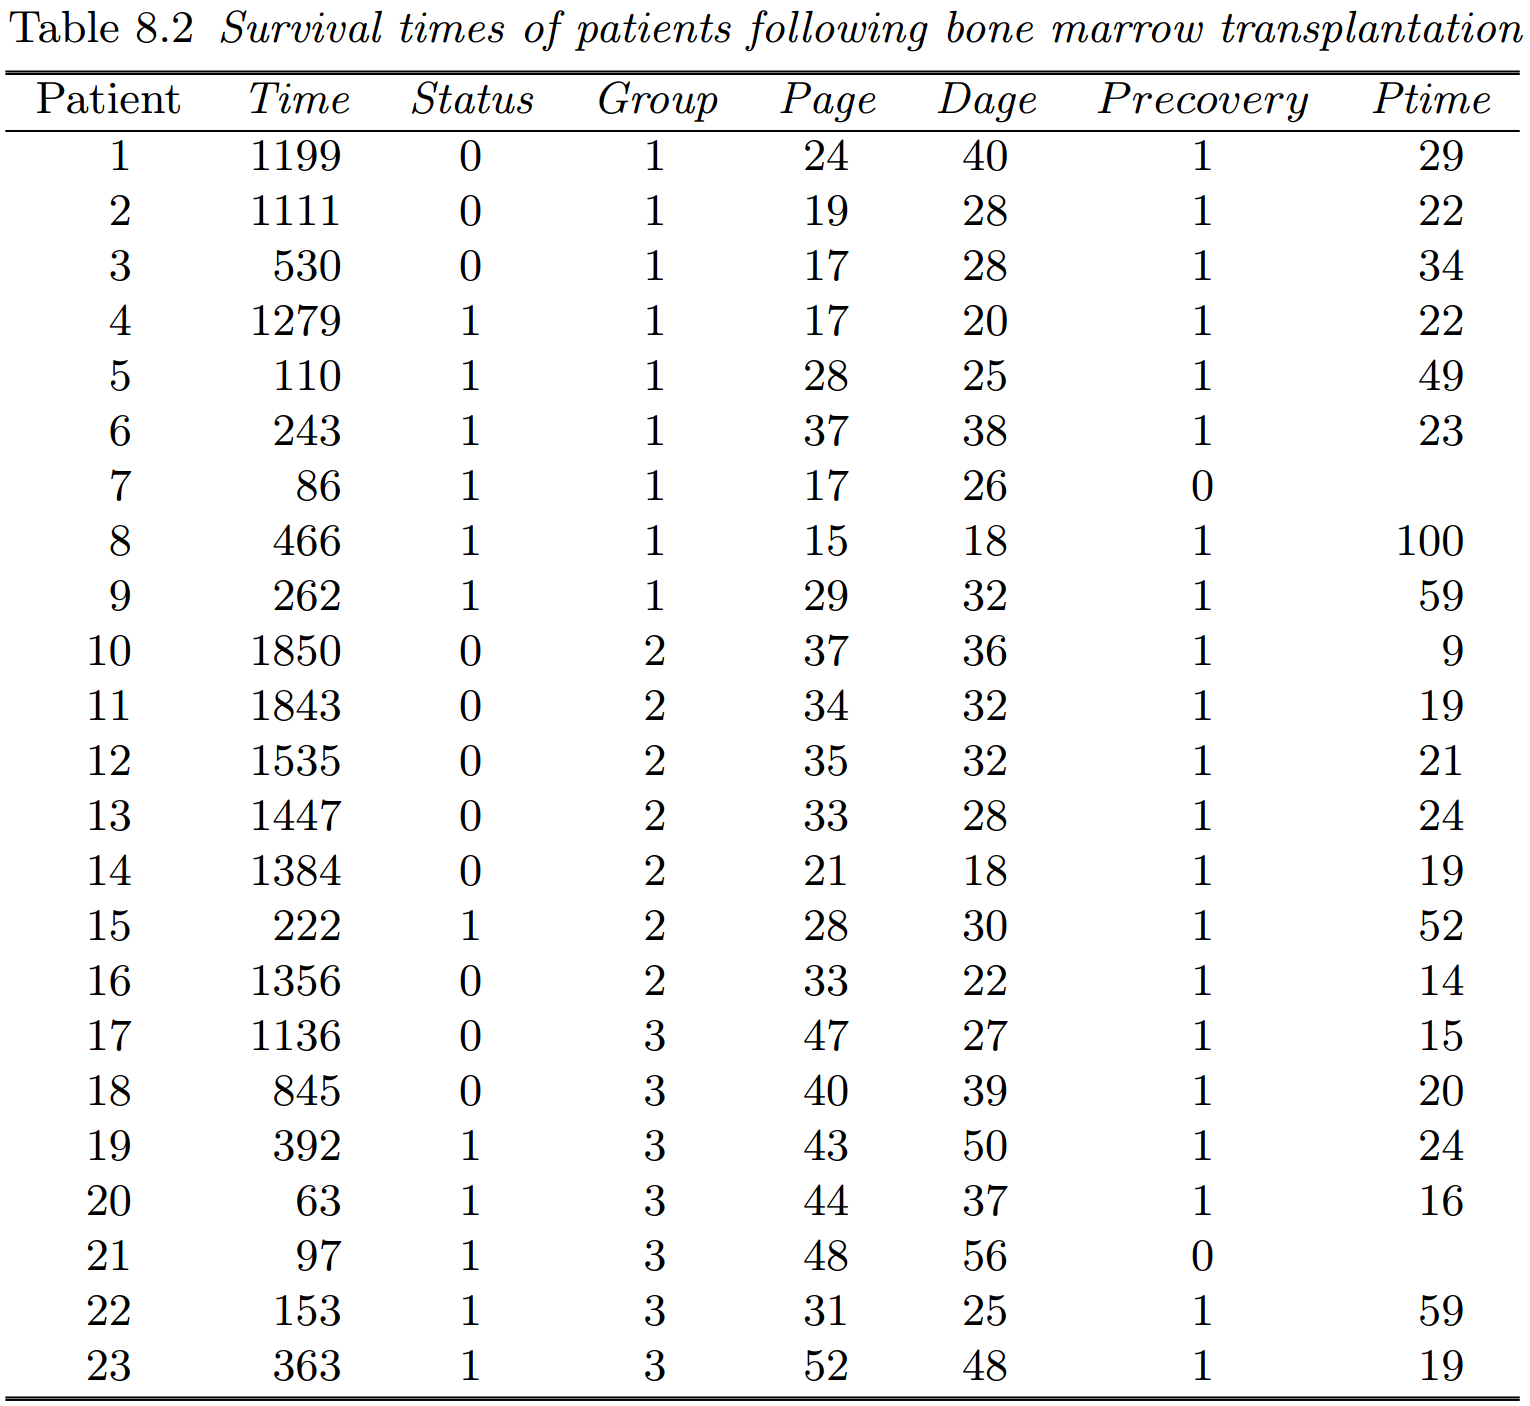 Table 8.2 Survival times of patients following bone marrow transplantation
Patient Time Status Group Page Dage Precovery Ptime
1 1199 0 1 24 40 1 29
2 1111 0 1 19 28 1 22
3 530 0 1 17 28 1 34
4 1279 1 1 17 20 1 22
5 110 1 1 28 25 1 49
6 243 1 1 37 38 1 23
7 86 1 1 17 26 0
8 466 1 1 15 18 1 100
9 262 1 1 29 32 1 59
10 1850 0 2 37 36 1 9
11 1843 0 2 34 32 1 19
12 1535 0 2 35 32 1 21
13 1447 0 2 33 28 1 24
14 1384 0 2 21 18 1 19
15 222 1 2 28 30 1 52
16 1356 0 2 33 22 1 14
17 1136 0 3 47 27 1 15
18 845 0 3 40 39 1 20
19 392 1 3 43 50 1 24
20 63 1 3 44 37 1 16
21 97 1 3 48 56 0
22 153 1 3 31 25 1 59
23 363 1 3 52 48 1 19